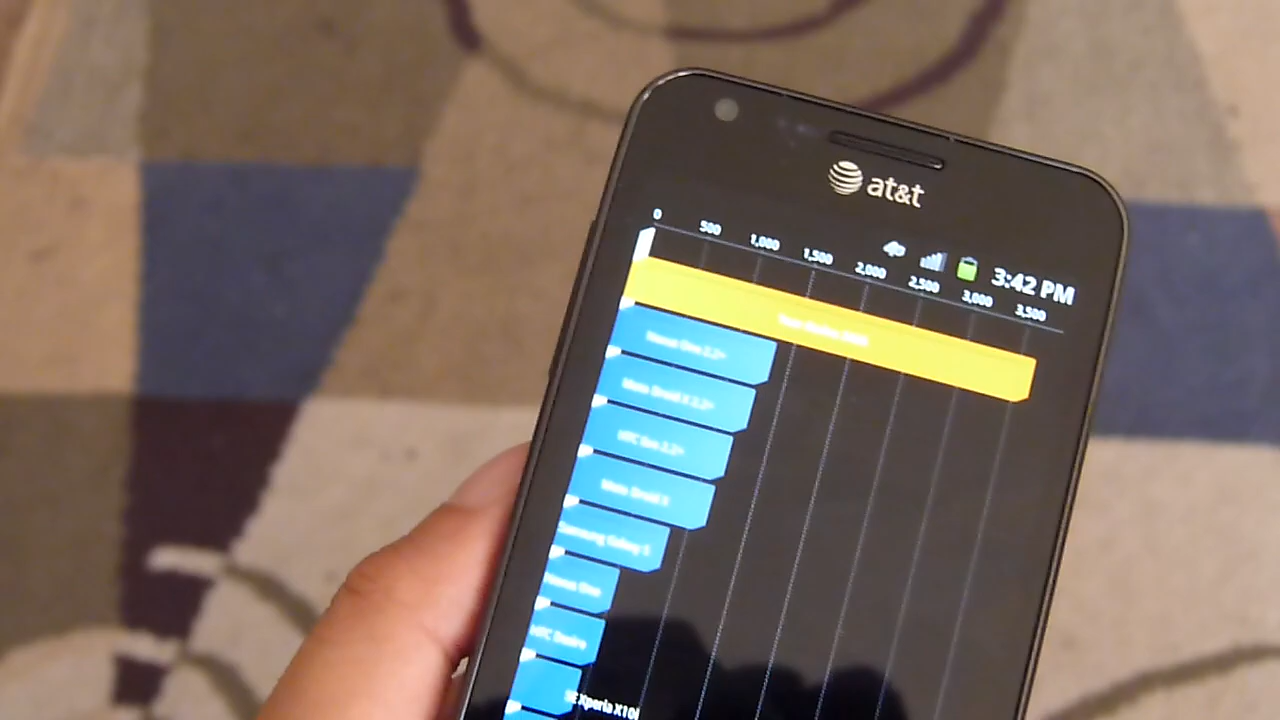 at&t
3:42 PM
0 500 1,000 1,500 2,000 2,500 3,000 3,500
Nexus One 2.2*
Moto Droid X 2.2*
HTC Evo 2.2*
Moto Droid X
Samsung Galaxy S
Nexus One
HTC Desire
SE Xperia X10i